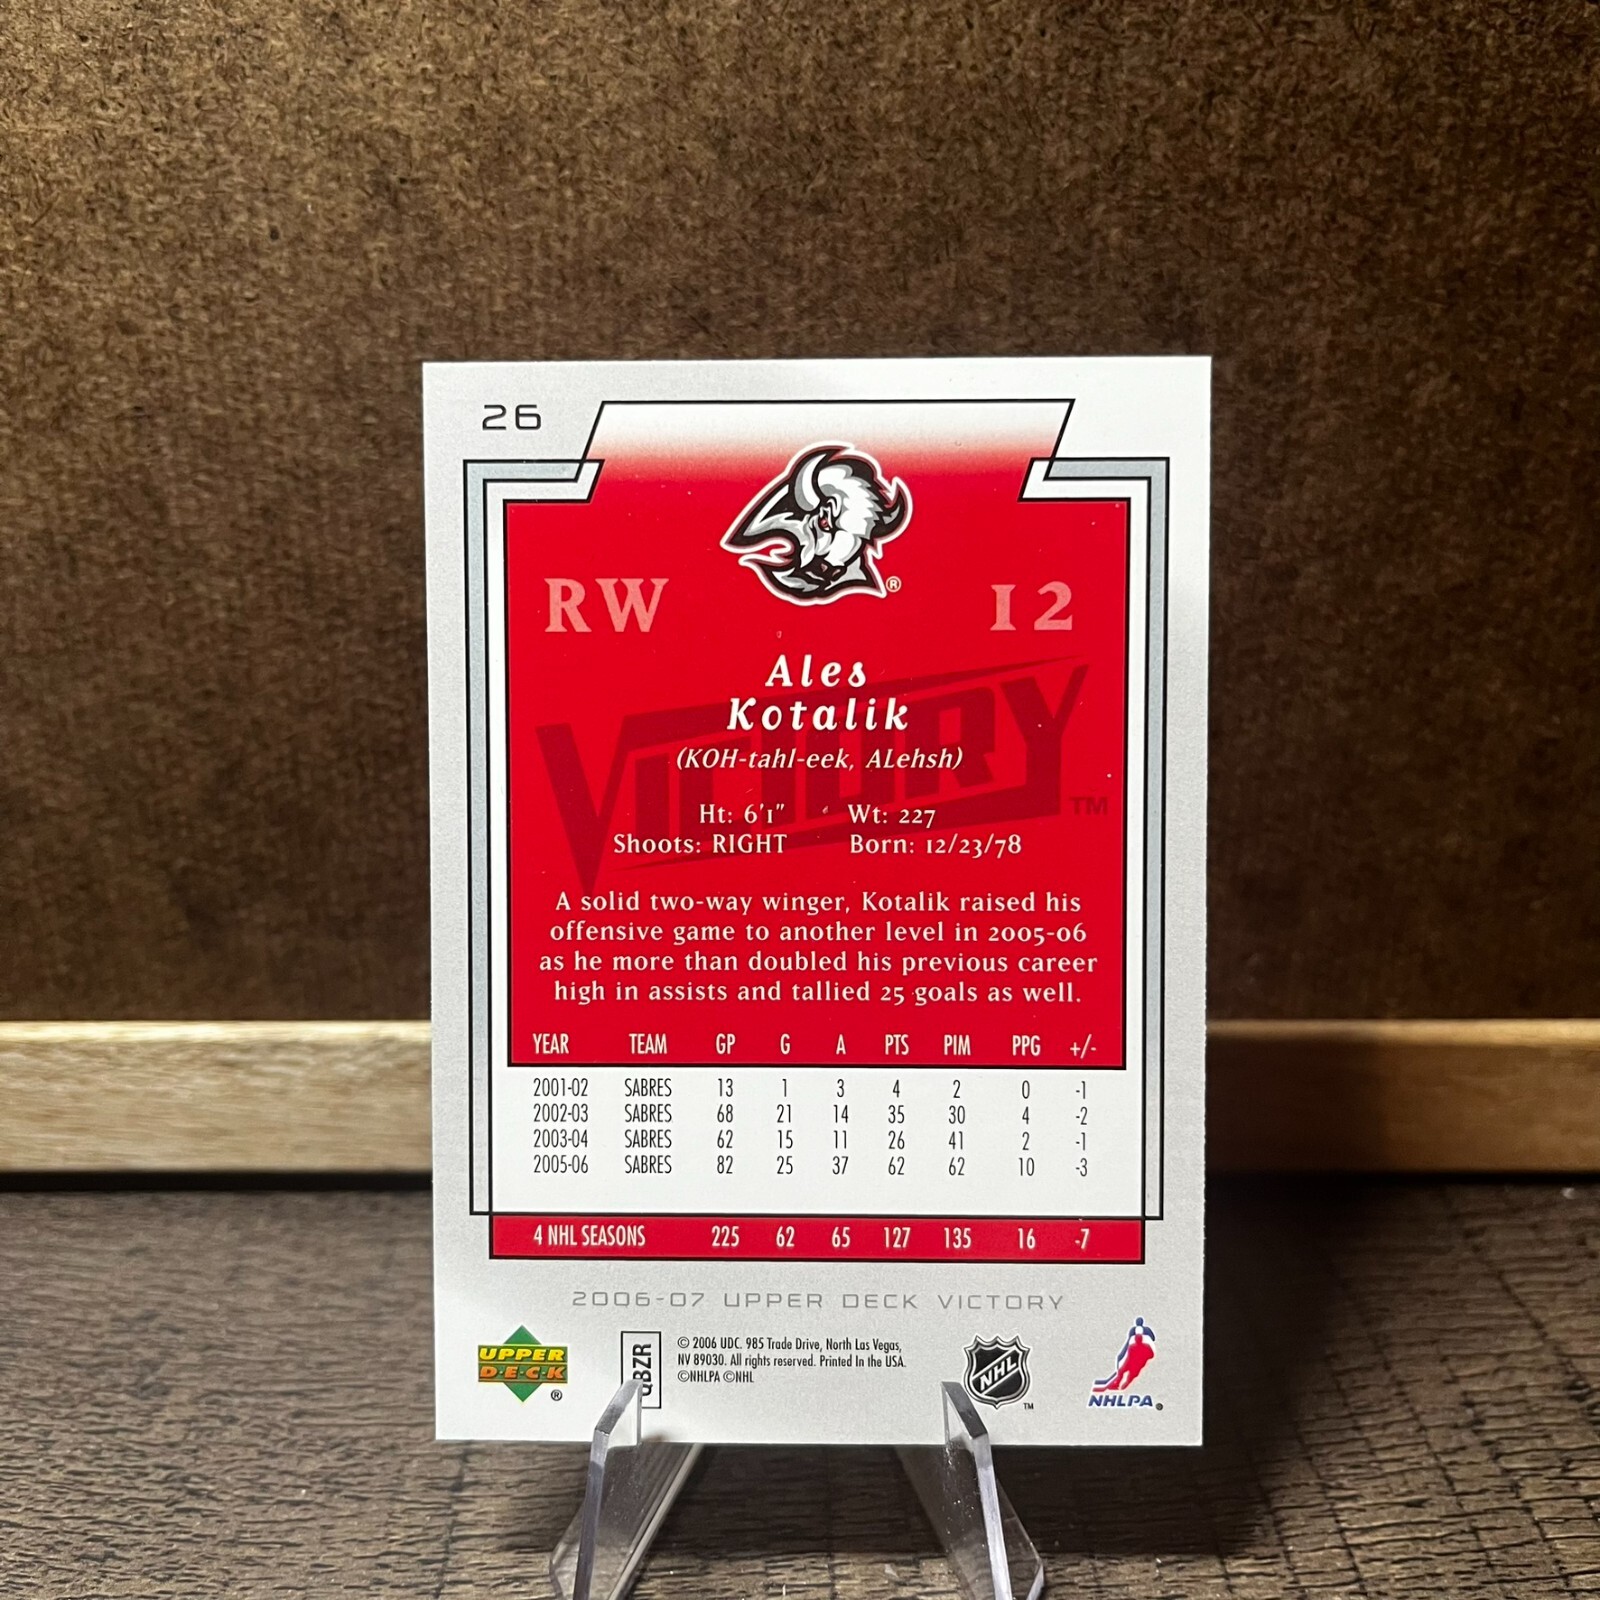 26
®
RW 12
VICTORY TM
Ales
Kotalik
(KOH-tahl-eek, ALehsh)
Ht: 6'1" Wt: 227
Shoots: RIGHT Born: 12/23/78
A solid two-way winger, Kotalik raised his
offensive game to another level in 2005-06
as he more than doubled his previous career
high in assists and tallied 25 goals as well.
YEAR TEAM GP G A PTS PIM PPG +/-
2001-02 SABRES 13 1 3 4 2 0 -1
2002-03 SABRES 68 21 14 35 30 4 -2
2003-04 SABRES 62 15 11 26 41 2 -1
2005-06 SABRES 82 25 37 62 62 10 -3
4 NHL SEASONS 225 62 65 127 135 16 -7
2006-07 UPPER DECK VICTORY
UPPER
D·E·C·K
®
QBZR
© 2006 UDC. 985 Trade Drive, North Las Vegas,
NV 89030. All rights reserved. Printed In the USA.
©NHLPA ©NHL
NHL
TM
NHLPA®